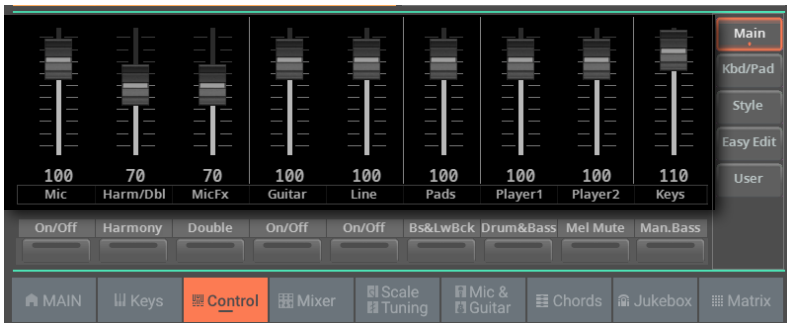 100 70 70 100 100 100 100 100 110
Mic Harm/Dbl MicFx Guitar Line Pads Player1 Player2 Keys
On/Off Harmony Double On/Off On/Off Bs&LwBck Drum&Bass Mel Mute Man.Bass
Main
Kbd/Pad
Style
Easy Edit
User
MAIN Keys Control Mixer Scale Tuning Mic & Guitar Chords Jukebox Matrix